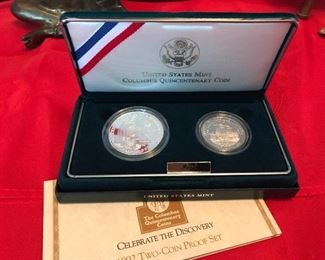 UNITED STATES MINT
COLUMBUS QUINCENTENARY COIN
UNITED STATES MINT
The Columbus
Quincentenary
Coins
CELEBRATE THE DISCOVERY
1992 TWO-COIN PROOF SET